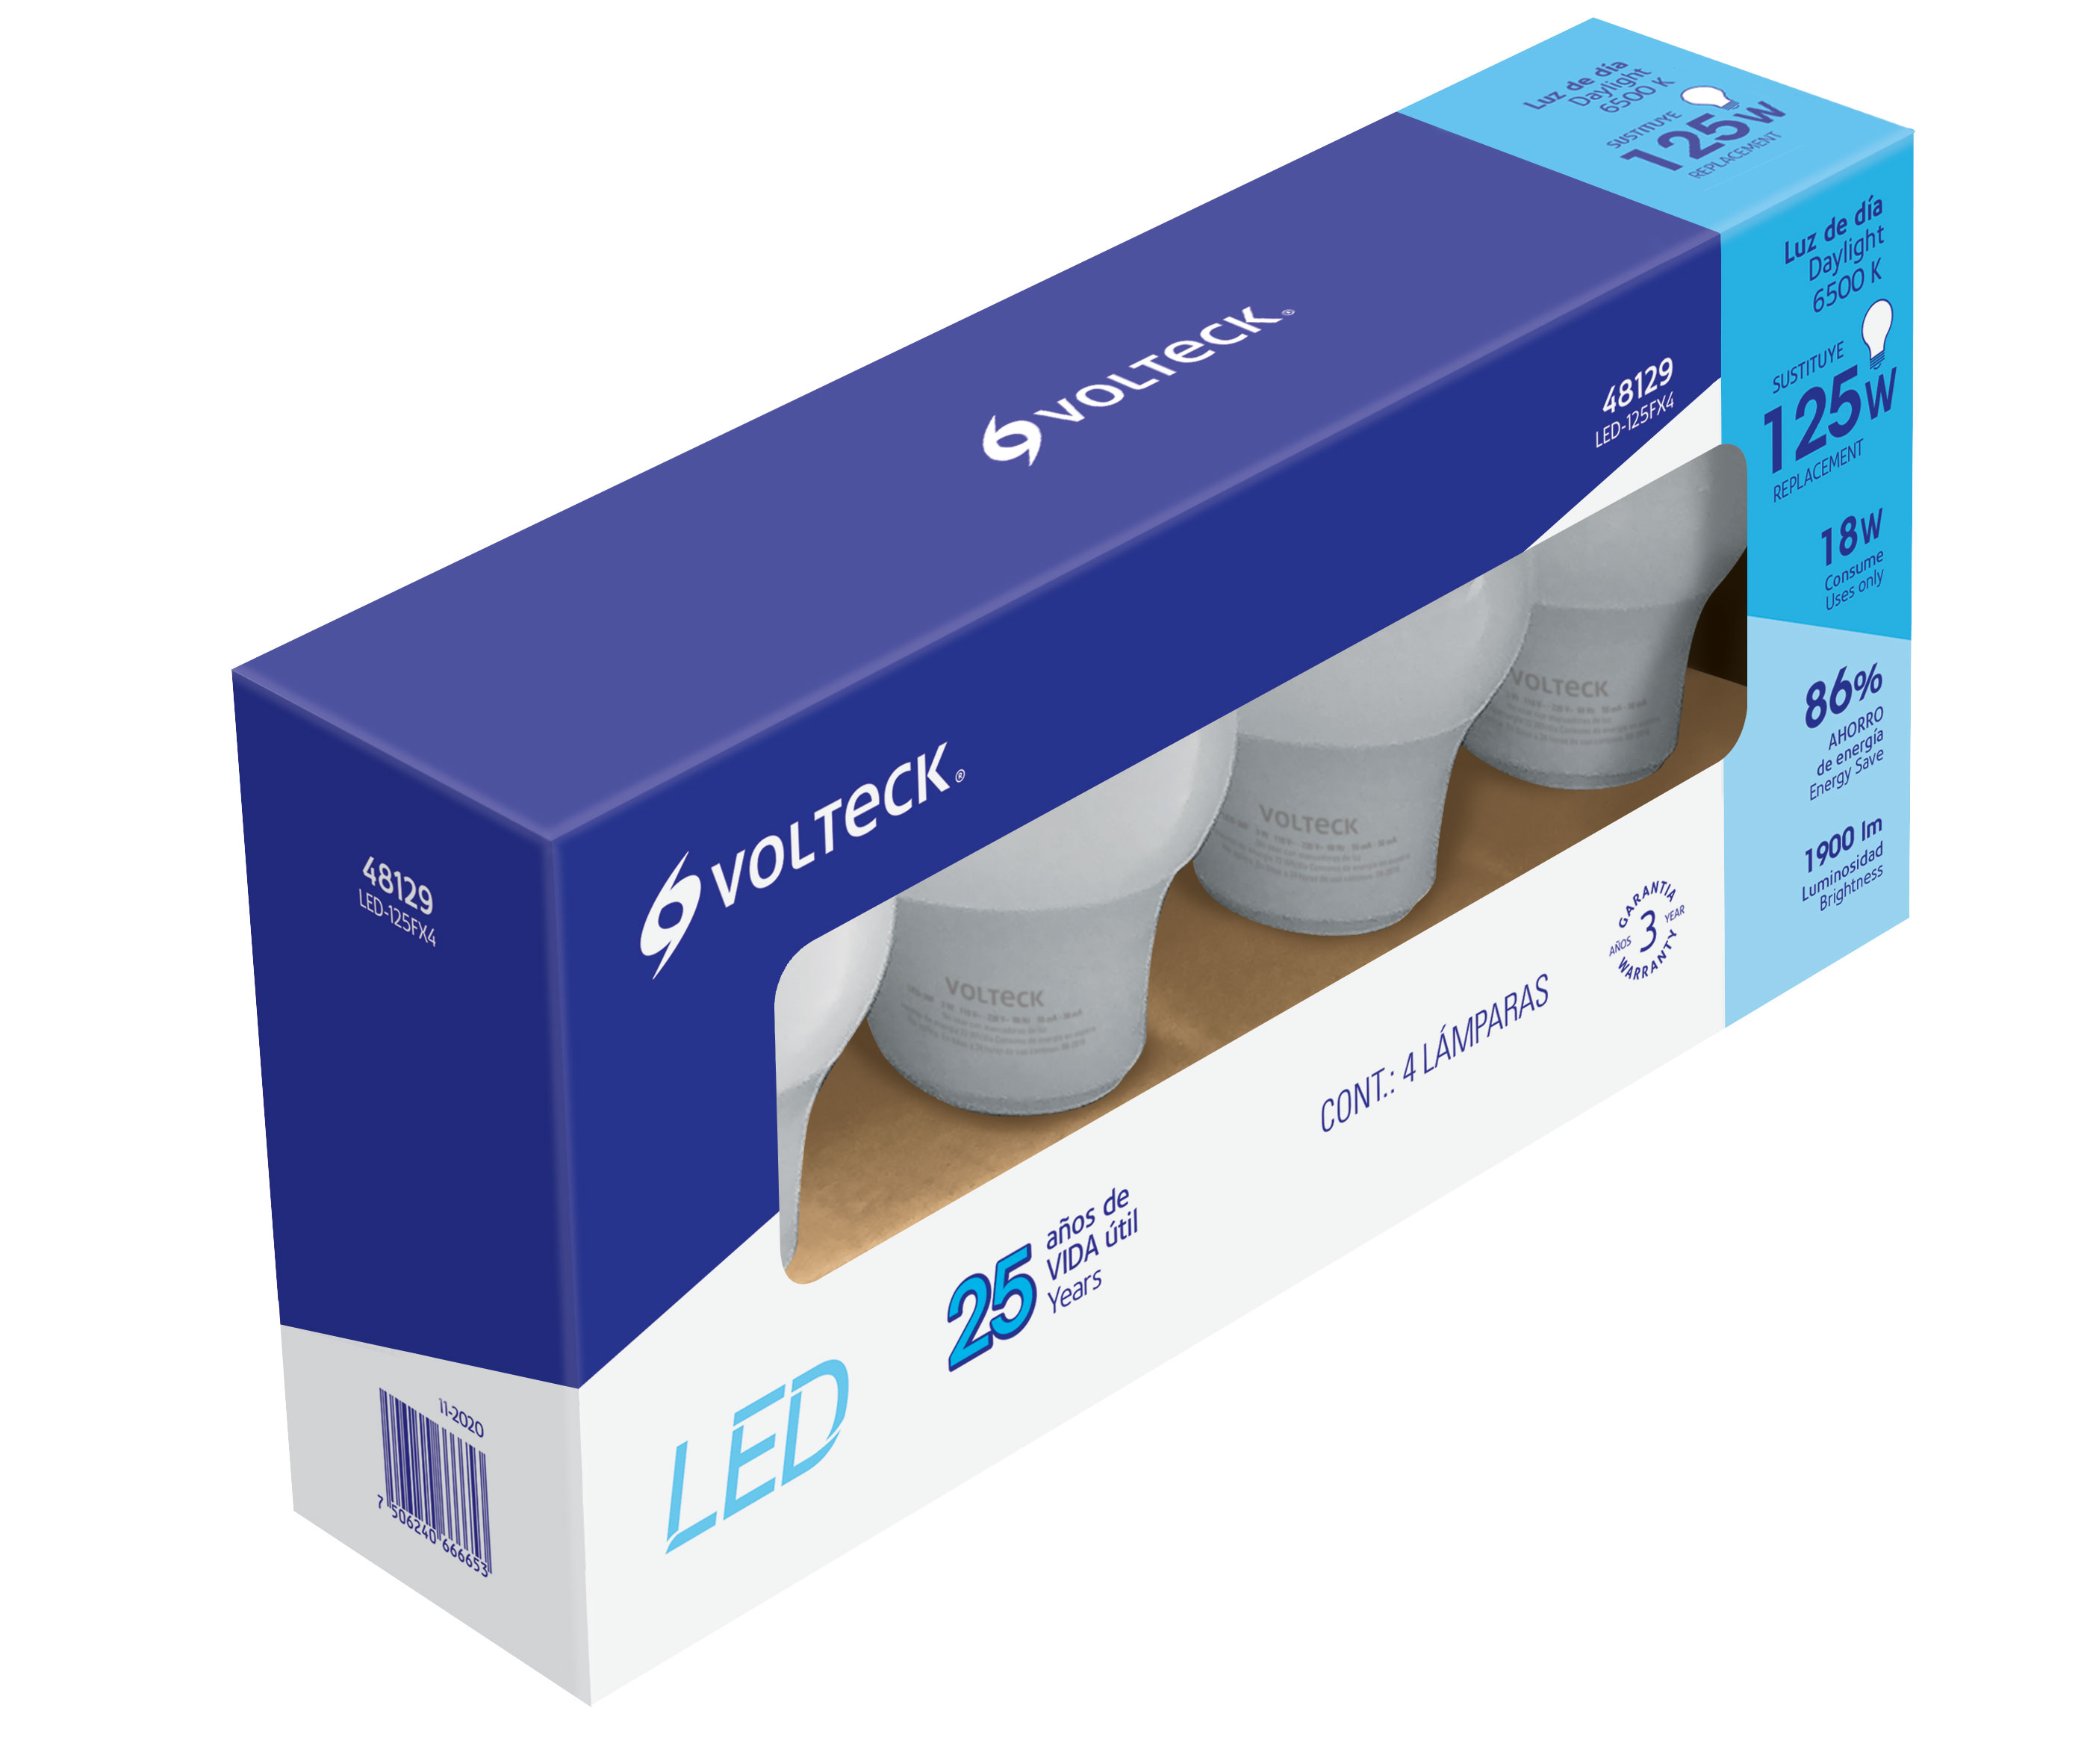 Luz de día
Daylight
6500 K
SUSTITUYE
125W
REPLACEMENT
VOLTECK®
48129
LED-125FX4
VOLTECK®
48129
LED-125FX4
Luz de día
Daylight
6500 K
SUSTITUYE
125W
REPLACEMENT
18W
Consume
Uses only
86%
AHORRO
de energía
Energy Save
1900 lm
Luminosidad
Brightness
VOLTECK
VOLTECK
VOLTECK
GARANTIA
AÑOS 3 YEAR
WARRANTY
CONT.: 4 LÁMPARAS
25 años de
VIDA útil
Years
LED
11-2020
7 506240 666653